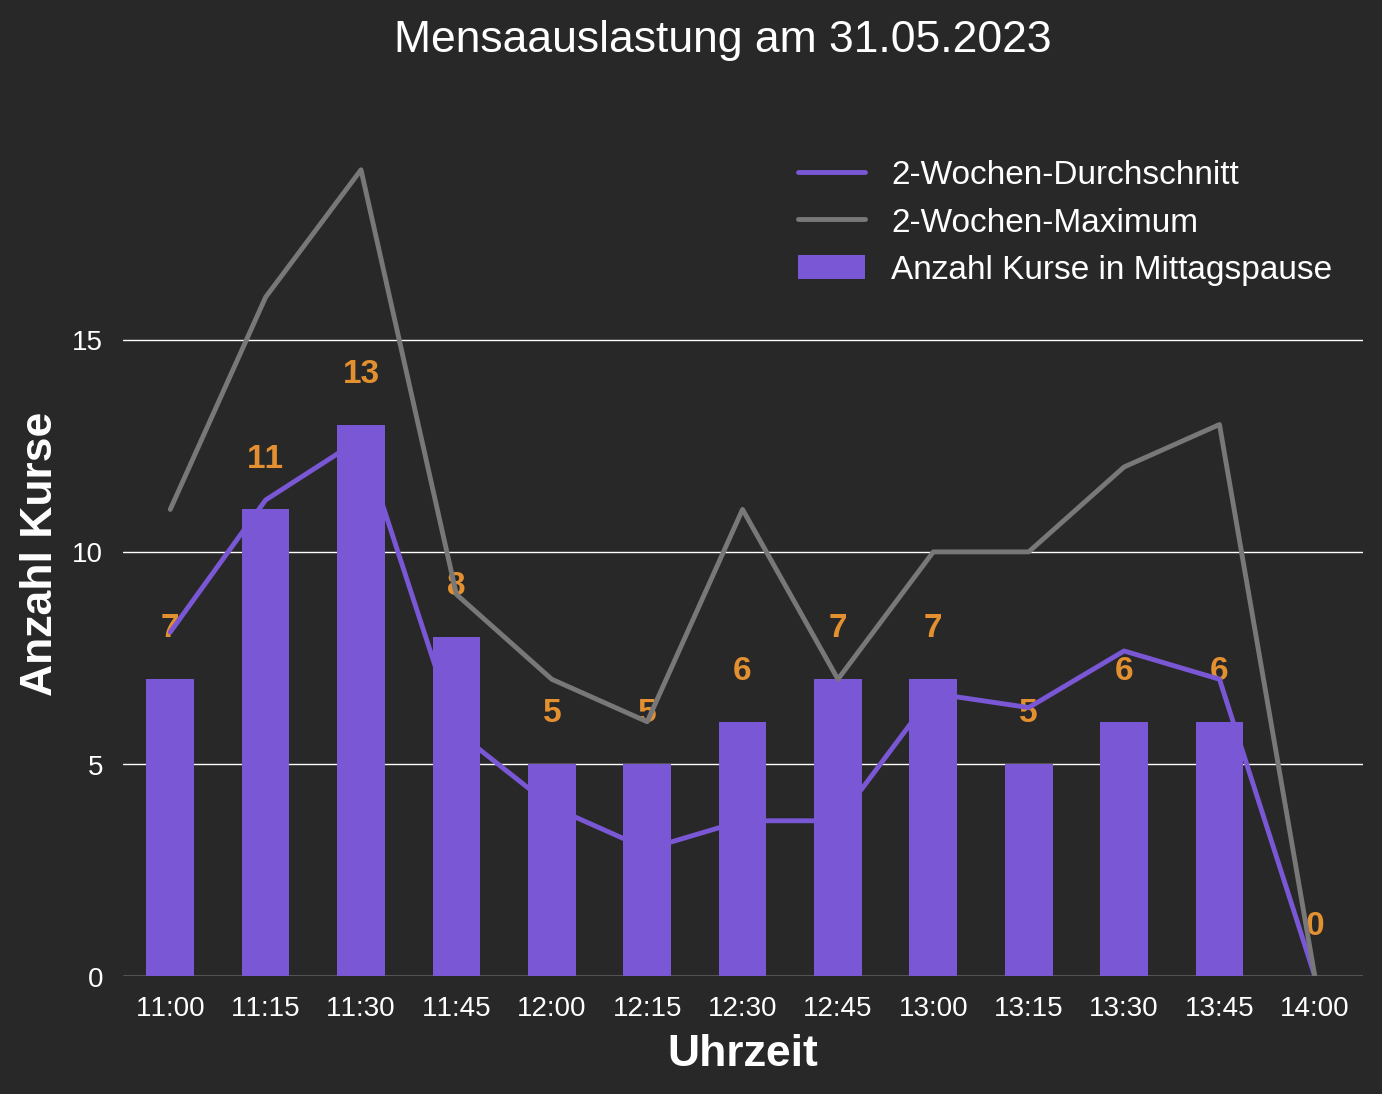 Mensaauslastung am 31.05.2023
2-Wochen-Durchschnitt
2-Wochen-Maximum
Anzahl Kurse in Mittagspause
Anzahl Kurse
15
10
5
0
7
11
13
8
5
5
6
7
7
5
6
6
0
11:00 11:15 11:30 11:45 12:00 12:15 12:30 12:45 13:00 13:15 13:30 13:45 14:00
Uhrzeit